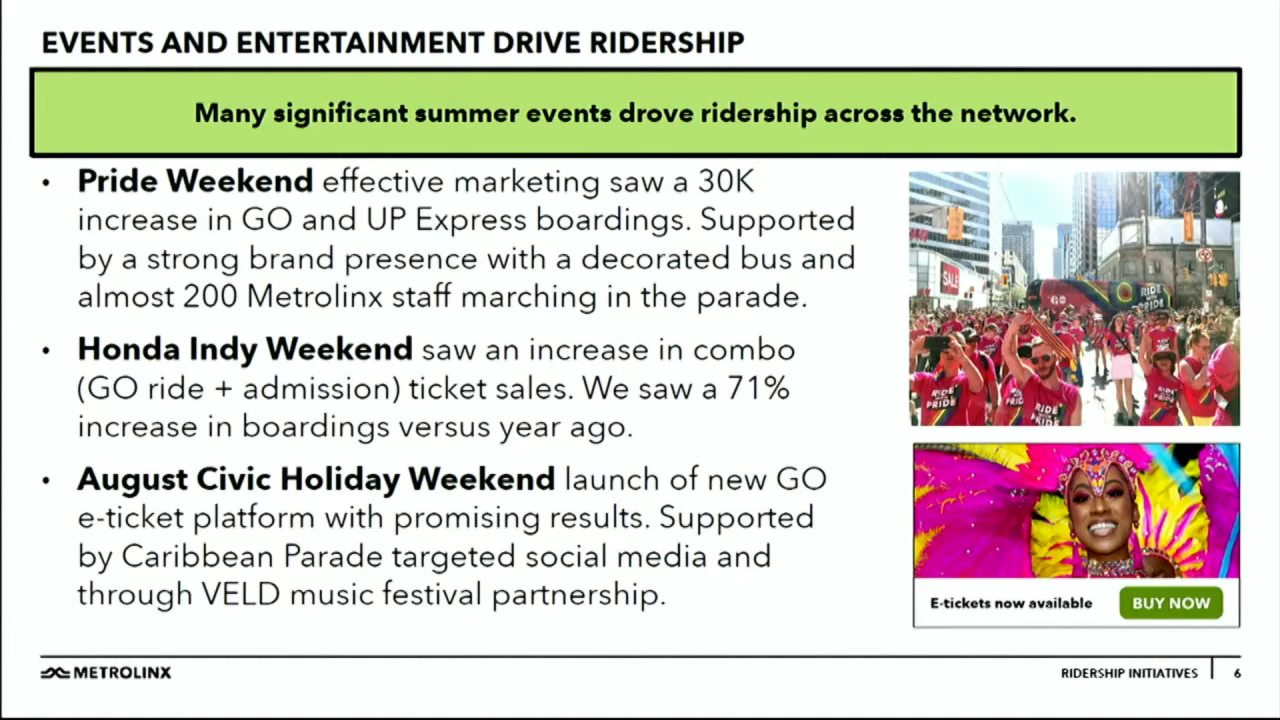 EVENTS AND ENTERTAINMENT DRIVE RIDERSHIP
Many significant summer events drove ridership across the network.
• Pride Weekend effective marketing saw a 30K
increase in GO and UP Express boardings. Supported
by a strong brand presence with a decorated bus and
almost 200 Metrolinx staff marching in the parade.
• Honda Indy Weekend saw an increase in combo
(GO ride + admission) ticket sales. We saw a 71%
increase in boardings versus year ago.
• August Civic Holiday Weekend launch of new GO
e-ticket platform with promising results. Supported
by Caribbean Parade targeted social media and
through VELD music festival partnership.
SALE
RIDE
PRIDE
RIDE
PRIDE
RIDE
PRIDE
E-tickets now available
BUY NOW
METROLINX
RIDERSHIP INITIATIVES
6